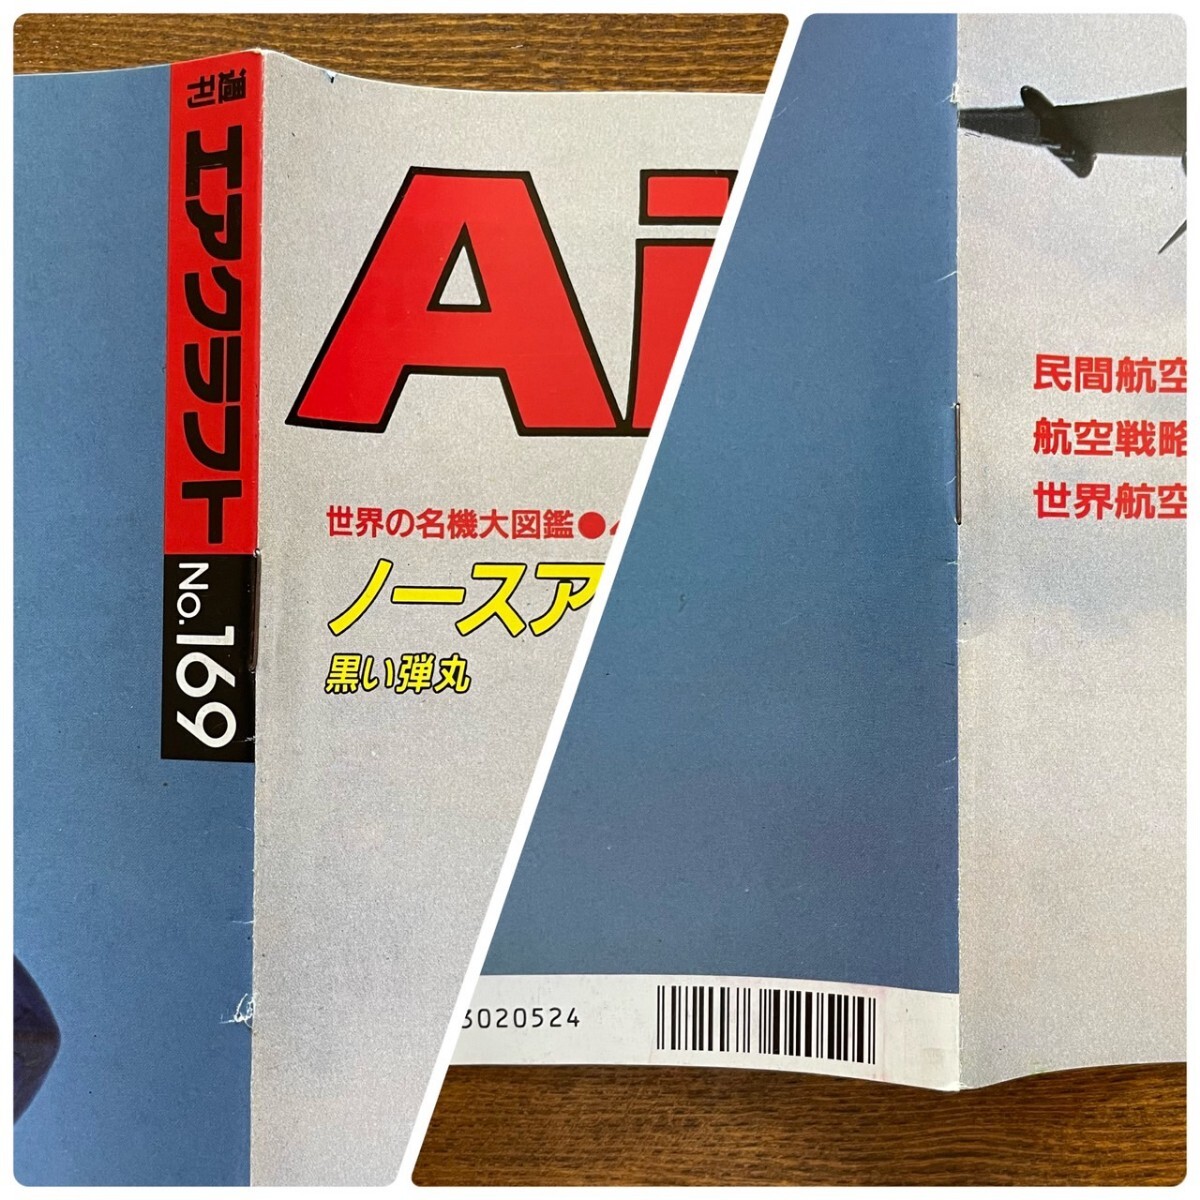 週刊
エアクラフト
No.169
Ai
世界の名機大図鑑●
ノースア
黒い弾丸
民間航空
航空戦略
世界航空
3020524